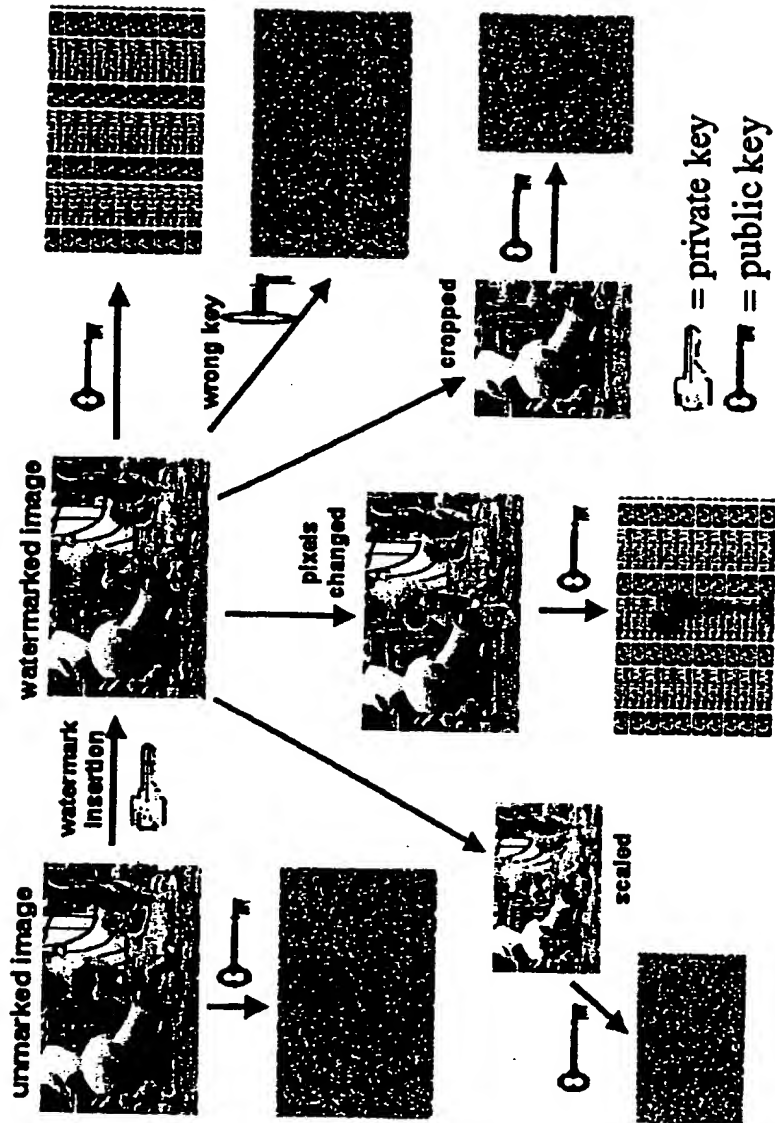 unmarked image
watermark
insertion
watermarked image
wrong key
pixels
changed
cropped
scaled
= private key
= public key